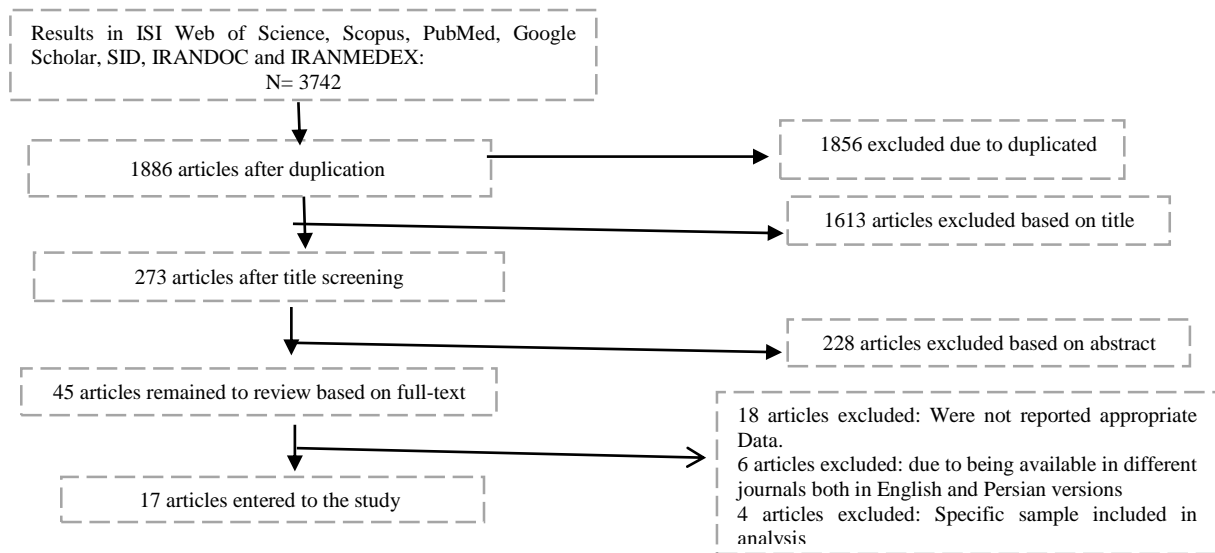 Results in ISI Web of Science, Scopus, PubMed, Google
Scholar, SID, IRANDOC and IRANMEDEX:
N= 3742
1886 articles after duplication
1856 excluded due to duplicated
1613 articles excluded based on title
273 articles after title screening
228 articles excluded based on abstract
45 articles remained to review based on full-text
18 articles excluded: Were not reported appropriate
Data.
6 articles excluded: due to being available in different
journals both in English and Persian versions
4 articles excluded: Specific sample included in
analysis
17 articles entered to the study